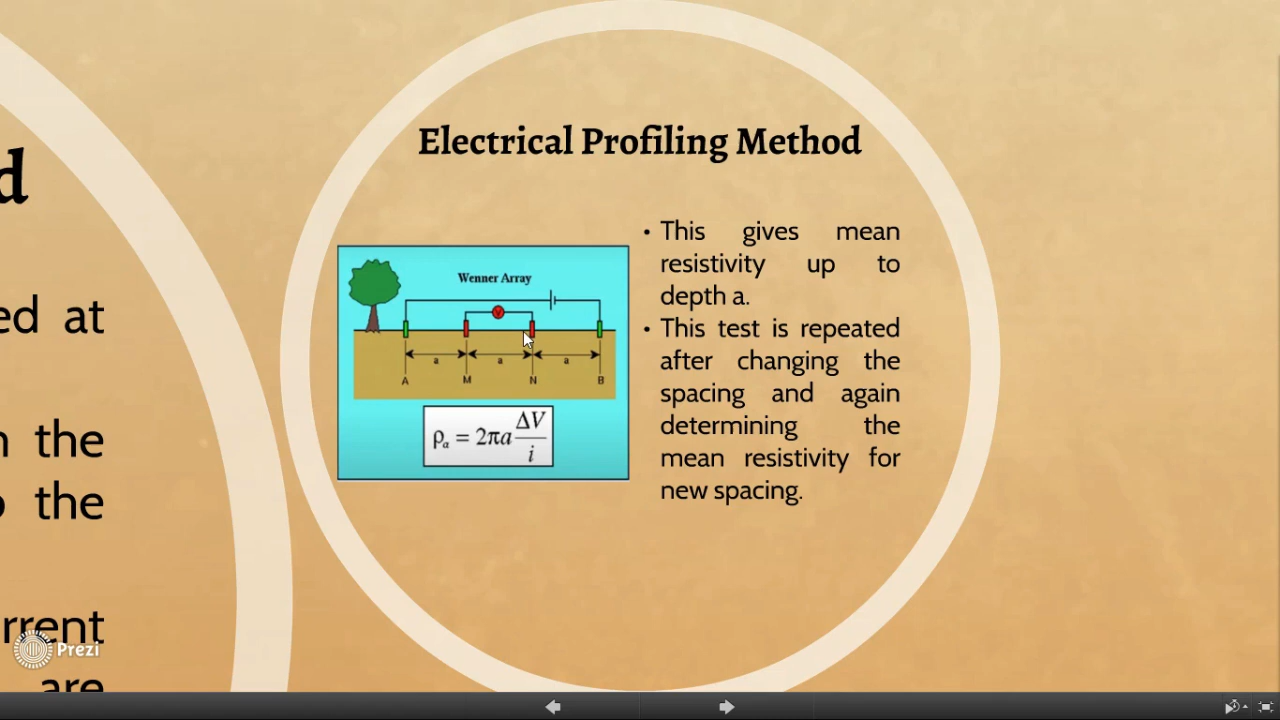 d
ed at
n the
o the
rrent
are
Electrical Profiling Method
Wenner Array
V
a a a
A M N B
ρₐ = 2πa ΔV/i
• This gives mean
resistivity up to
depth a.
• This test is repeated
after changing the
spacing and again
determining the
mean resistivity for
new spacing.
Prezi